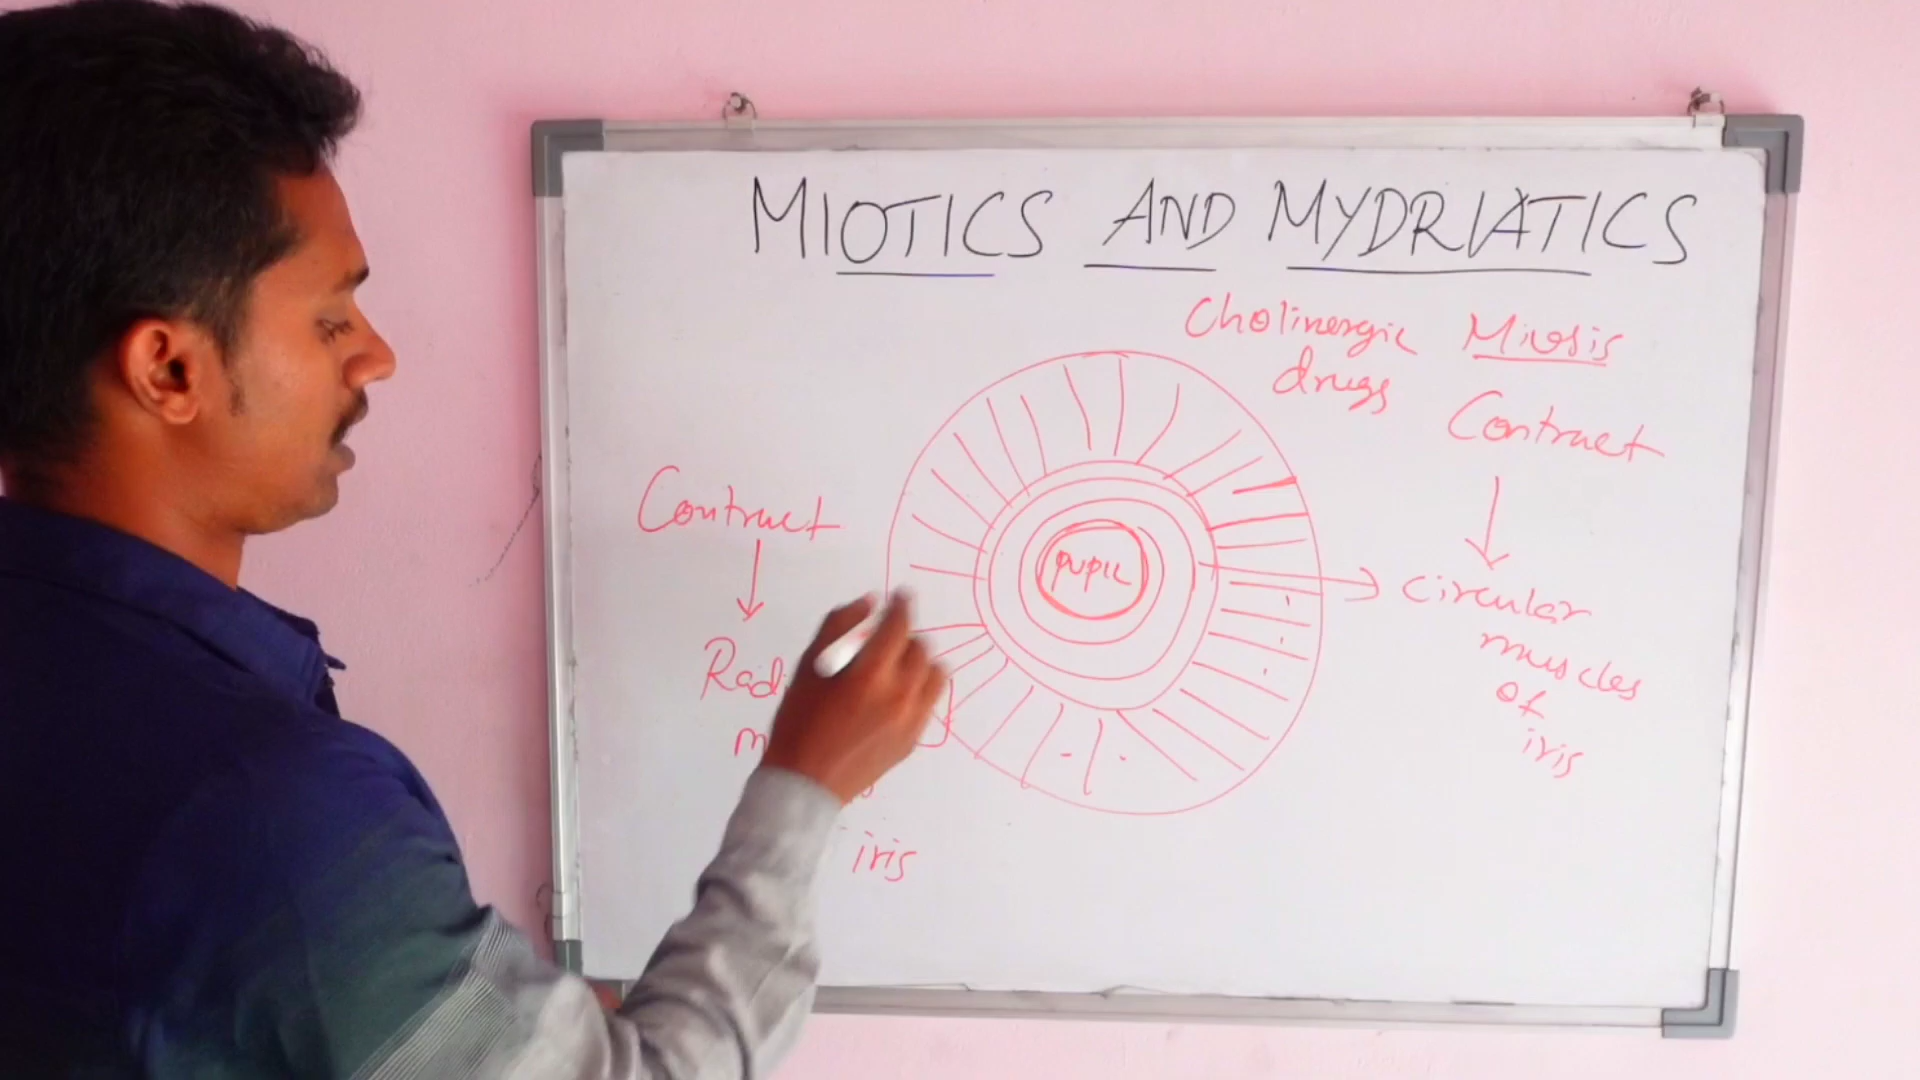 MIOTICS AND MYDRIATICS
Cholinergic Miosis
drugs
Contract
Contract
pupil
circular
muscles
of
iris
iris